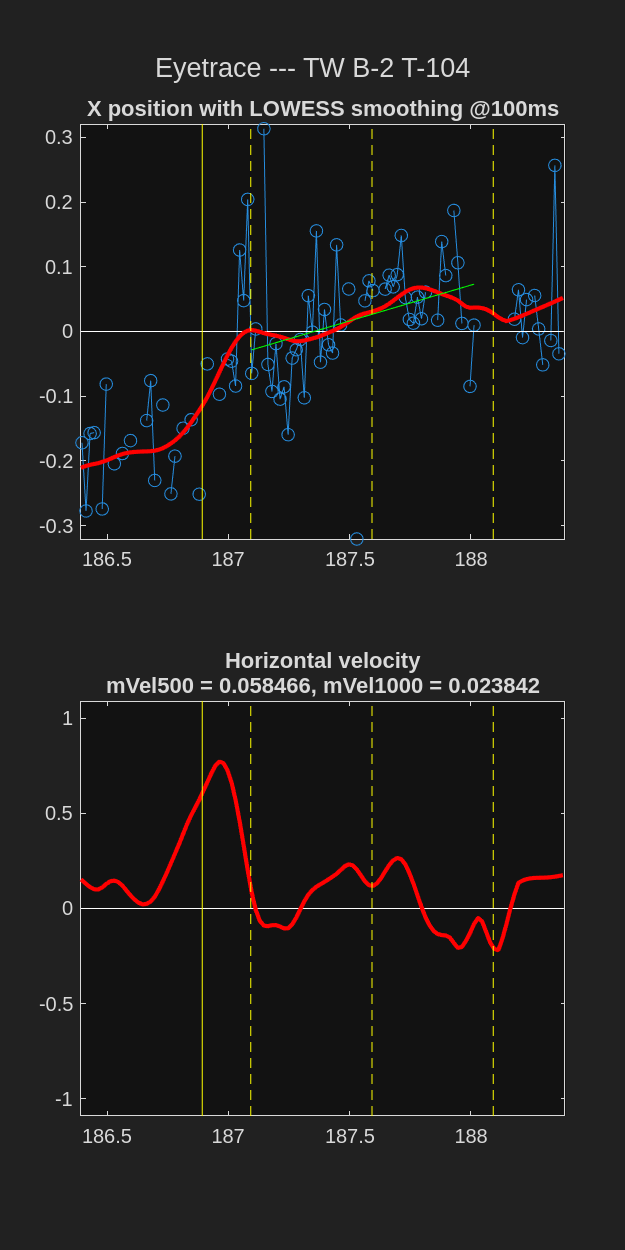 Eyetrace --- TW B-2 T-104
X position with LOWESS smoothing @100ms
0.3
0.2
0.1
0
-0.1
-0.2
-0.3
186.5 187 187.5 188
Horizontal velocity
mVel500 = 0.058466, mVel1000 = 0.023842
1
0.5
0
-0.5
-1
186.5 187 187.5 188